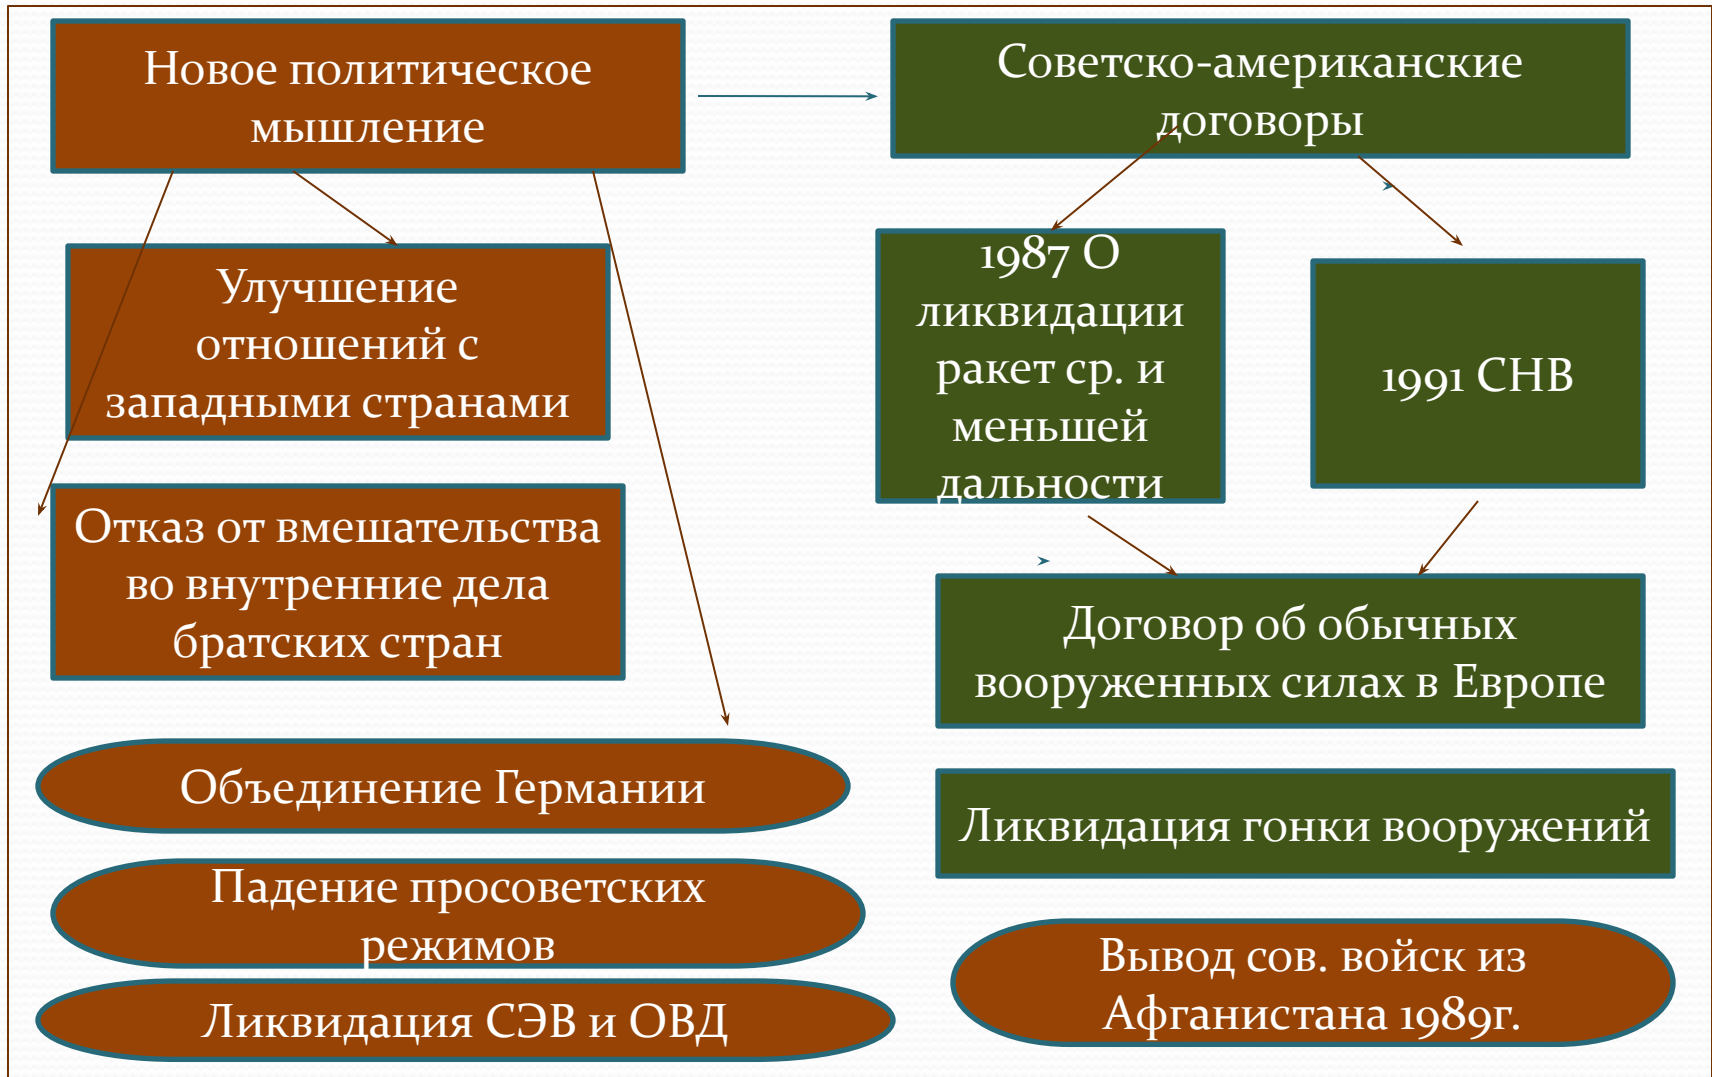 Новое политическое
мышление
Советско-американские
договоры
Улучшение
отношений с
западными странами
1987 О
ликвидации
ракет ср. и
меньшей
дальности
1991 СНВ
Отказ от вмешательства
во внутренние дела
братских стран
Договор об обычных
вооруженных силах в Европе
Объединение Германии
Ликвидация гонки вооружений
Падение просоветских
режимов
Вывод сов. войск из
Афганистана 1989г.
Ликвидация СЭВ и ОВД